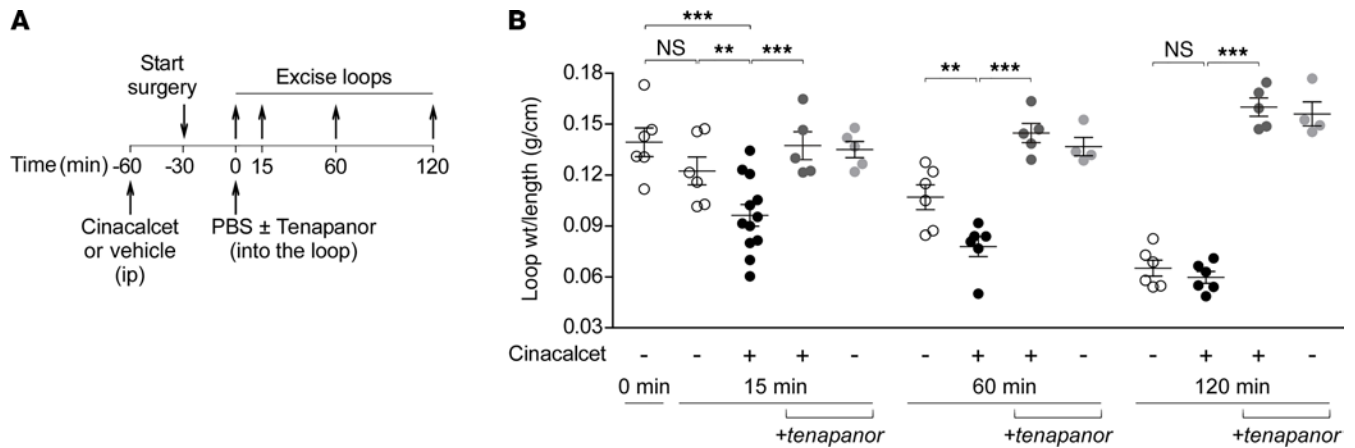 A
Start
surgery
Excise loops
Time (min) -60 -30 0 15 60 120
Cinacalcet
or vehicle
(ip)
PBS ± Tenapanor
(into the loop)
B
Loop wt/length (g/cm)
0.18
0.15
0.12
0.09
0.06
0.03
***
NS ** ***
** ***
NS ***
Cinacalcet - - + + - - + + - - + + -
0 min 15 min 60 min 120 min
+tenapanor +tenapanor +tenapanor